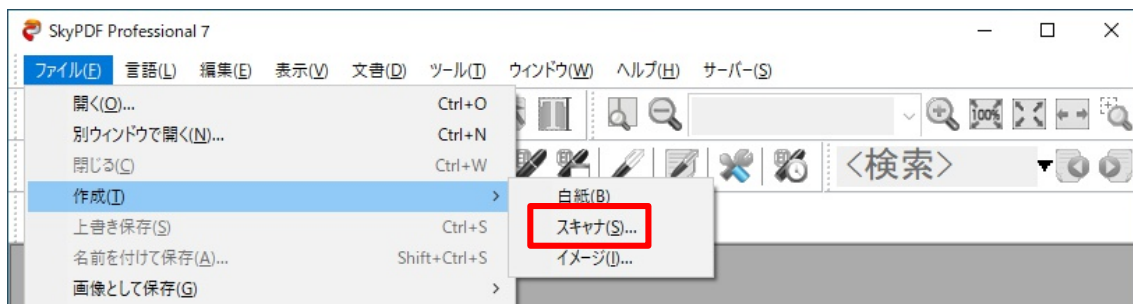 SkyPDF Professional 7
ファイル(F) 言語(L) 編集(E) 表示(V) 文書(D) ツール(T) ウィンドウ(W) ヘルプ(H) サーバー(S)
開く(O)... Ctrl+O
100%
別ウィンドウで開く(N)... Ctrl+N
閉じる(C) Ctrl+W
<検索>
作成(T) >
白紙(B)
上書き保存(S) Ctrl+S
スキャナ(S)...
名前を付けて保存(A)... Shift+Ctrl+S
イメージ(I)...
画像として保存(G) >